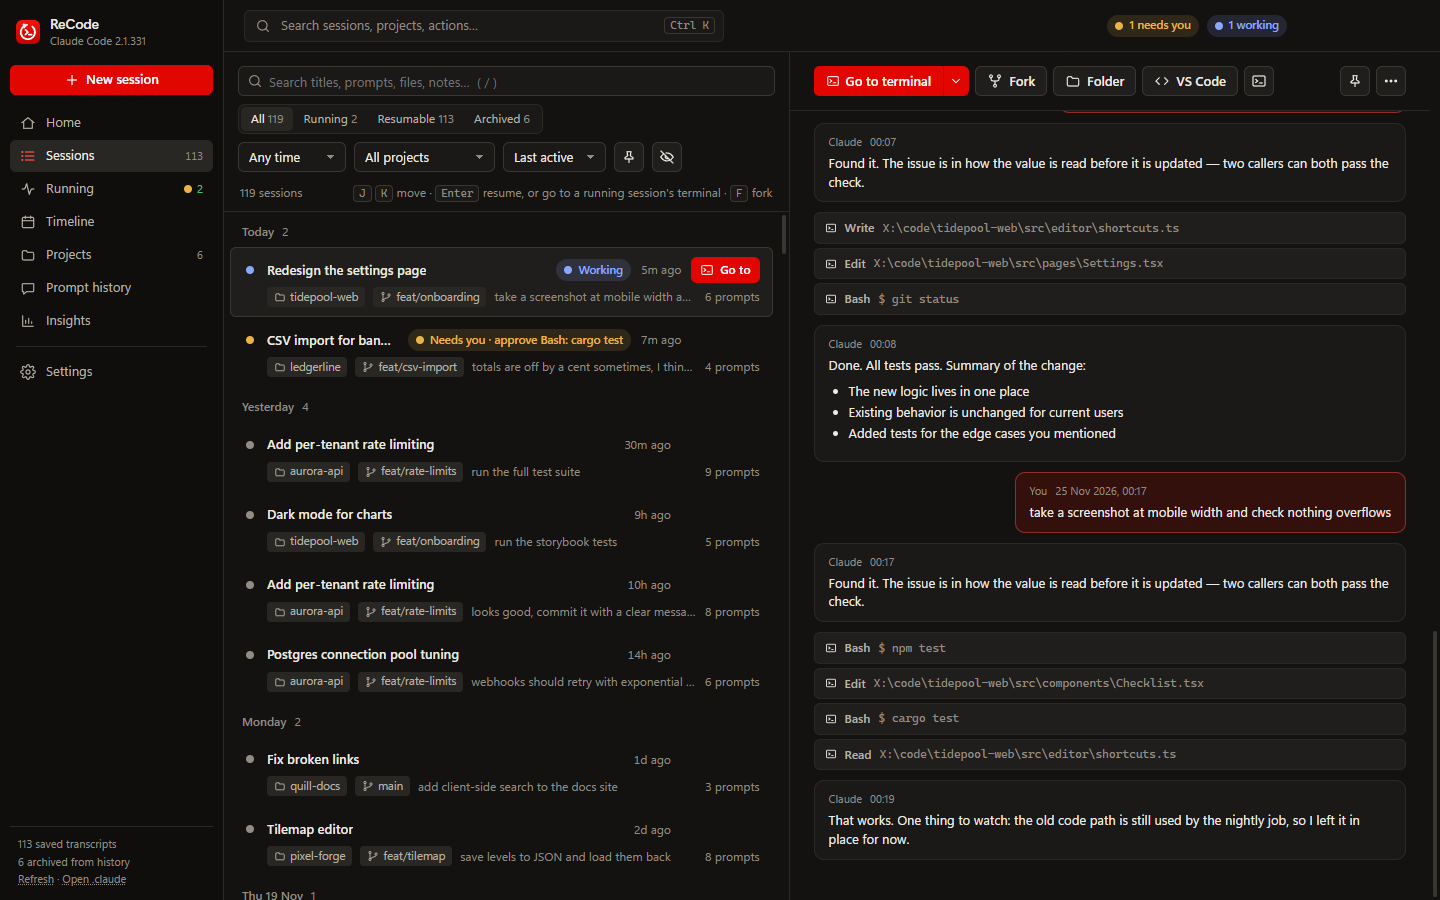 ReCode
Claude Code 2.1.331
New session
Home
Sessions 113
Running 2
Timeline
Projects 6
Prompt history
Insights
Settings
113 saved transcripts
6 archived from history
Refresh · Open .claude
Search sessions, projects, actions... Ctrl K
1 needs you 1 working
Search titles, prompts, files, notes... ( / )
All 119 Running 2 Resumable 113 Archived 6
Any time All projects Last active
119 sessions J K move · Enter resume, or go to a running session's terminal · F fork
Today 2
Redesign the settings page Working 5m ago Go to
tidepool-web feat/onboarding take a screenshot at mobile width a... 6 prompts
CSV import for ban... Needs you · approve Bash: cargo test 7m ago
ledgerline feat/csv-import totals are off by a cent sometimes, I thin... 4 prompts
Yesterday 4
Add per-tenant rate limiting 30m ago
aurora-api feat/rate-limits run the full test suite 9 prompts
Dark mode for charts 9h ago
tidepool-web feat/onboarding run the storybook tests 5 prompts
Add per-tenant rate limiting 10h ago
aurora-api feat/rate-limits looks good, commit it with a clear messa... 8 prompts
Postgres connection pool tuning 14h ago
aurora-api feat/rate-limits webhooks should retry with exponential ... 6 prompts
Monday 2
Fix broken links 1d ago
quill-docs main add client-side search to the docs site 3 prompts
Tilemap editor 2d ago
pixel-forge feat/tilemap save levels to JSON and load them back 8 prompts
Thu 19 Nov 1
Go to terminal Fork Folder VS Code
Claude 00:07
Found it. The issue is in how the value is read before it is updated — two callers can both pass the
check.
Write X:\code\tidepool-web\src\editor\shortcuts.ts
Edit X:\code\tidepool-web\src\pages\Settings.tsx
Bash $ git status
Claude 00:08
Done. All tests pass. Summary of the change:
• The new logic lives in one place
• Existing behavior is unchanged for current users
• Added tests for the edge cases you mentioned
You 25 Nov 2026, 00:17
take a screenshot at mobile width and check nothing overflows
Claude 00:17
Found it. The issue is in how the value is read before it is updated — two callers can both pass the
check.
Bash $ npm test
Edit X:\code\tidepool-web\src\components\Checklist.tsx
Bash $ cargo test
Read X:\code\tidepool-web\src\editor\shortcuts.ts
Claude 00:19
That works. One thing to watch: the old code path is still used by the nightly job, so I left it in
place for now.